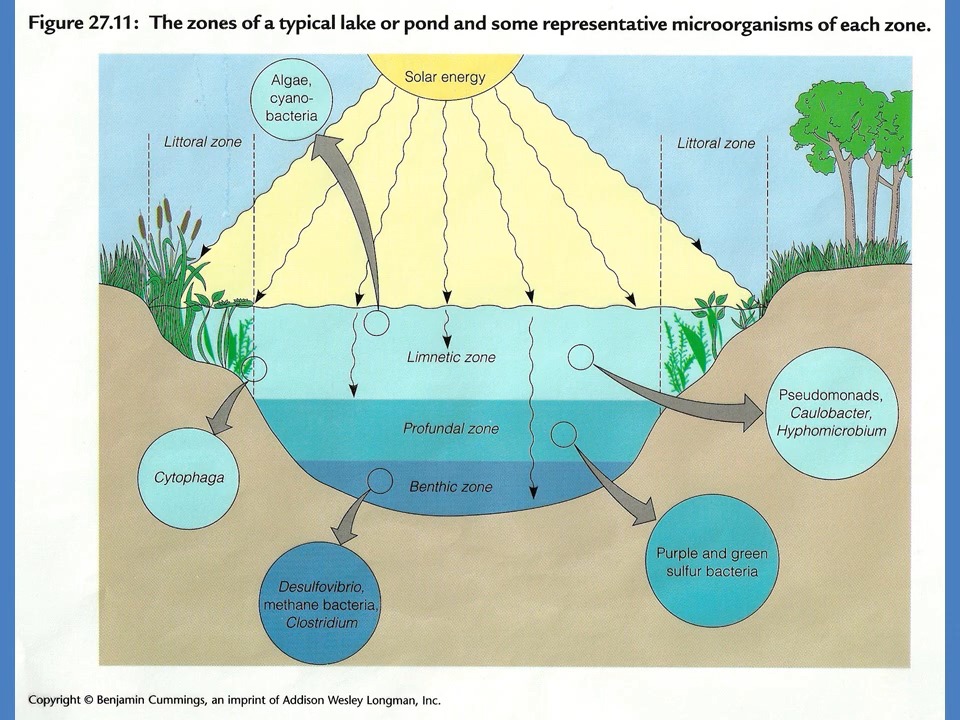 Figure 27.11: The zones of a typical lake or pond and some representative microorganisms of each zone.
Solar energy
Algae,
cyano-
bacteria
Littoral zone
Littoral zone
Limnetic zone
Profundal zone
Benthic zone
Pseudomonads,
Caulobacter,
Hyphomicrobium
Cytophaga
Purple and green
sulfur bacteria
Desulfovibrio,
methane bacteria,
Clostridium
Copyright © Benjamin Cummings, an imprint of Addison Wesley Longman, Inc.